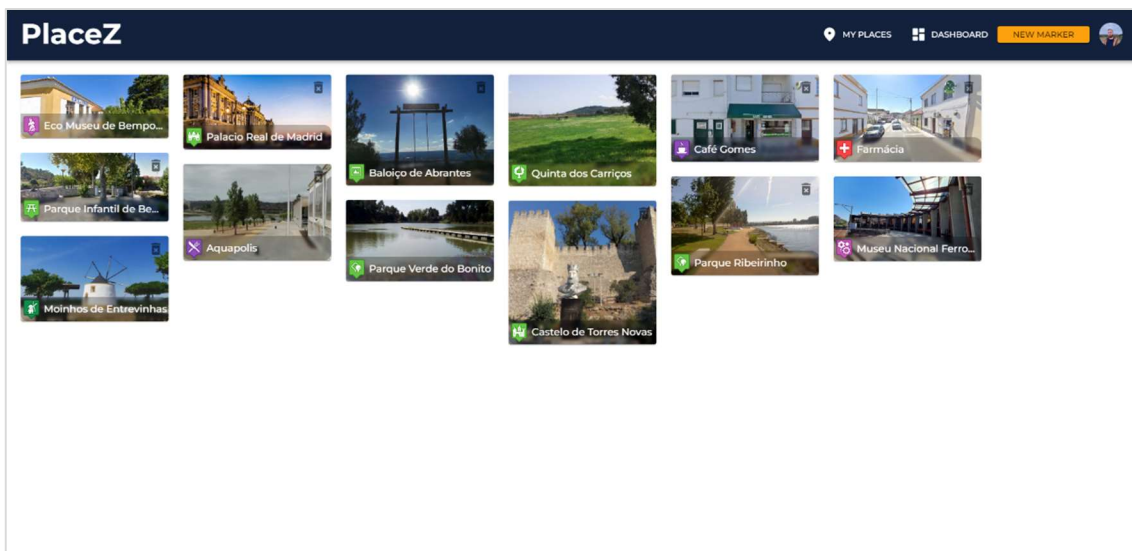 PlaceZ
MY PLACES
DASHBOARD
NEW MARKER
Eco Museu de Bempo...
Palacio Real de Madrid
Baloiço de Abrantes
Quinta dos Carriços
Café Gomes
Farmácia
Parque Infantil de Be...
Aquapolis
Parque Verde do Bonito
Castelo de Torres Novas
Parque Ribeirinho
Museu Nacional Ferro...
Moinhos de Entrevinhas